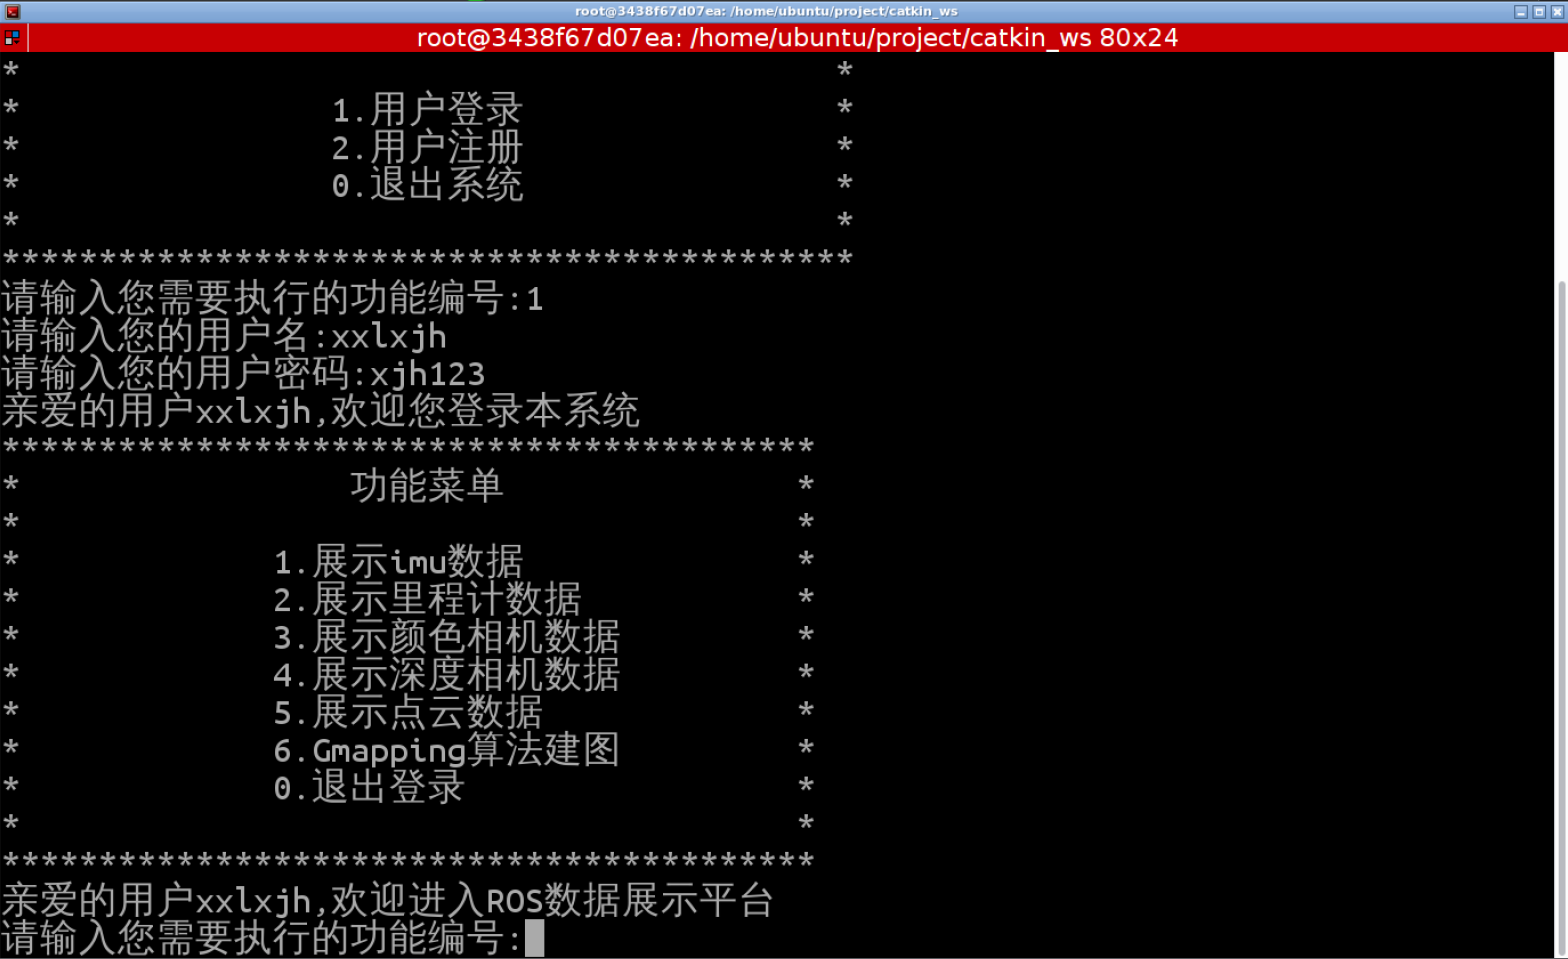 root@3438f67d07ea: /home/ubuntu/project/catkin_ws
root@3438f67d07ea: /home/ubuntu/project/catkin_ws 80x24
* *
* 1.用户登录 *
* 2.用户注册 *
* 0.退出系统 *
* *
********************************************
请输入您需要执行的功能编号:1
请输入您的用户名:xxlxjh
请输入您的用户密码:xjh123
亲爱的用户xxlxjh,欢迎您登录本系统
******************************************
* 功能菜单 *
* *
* 1.展示imu数据 *
* 2.展示里程计数据 *
* 3.展示颜色相机数据 *
* 4.展示深度相机数据 *
* 5.展示点云数据 *
* 6.Gmapping算法建图 *
* 0.退出登录 *
* *
******************************************
亲爱的用户xxlxjh,欢迎进入ROS数据展示平台
请输入您需要执行的功能编号: